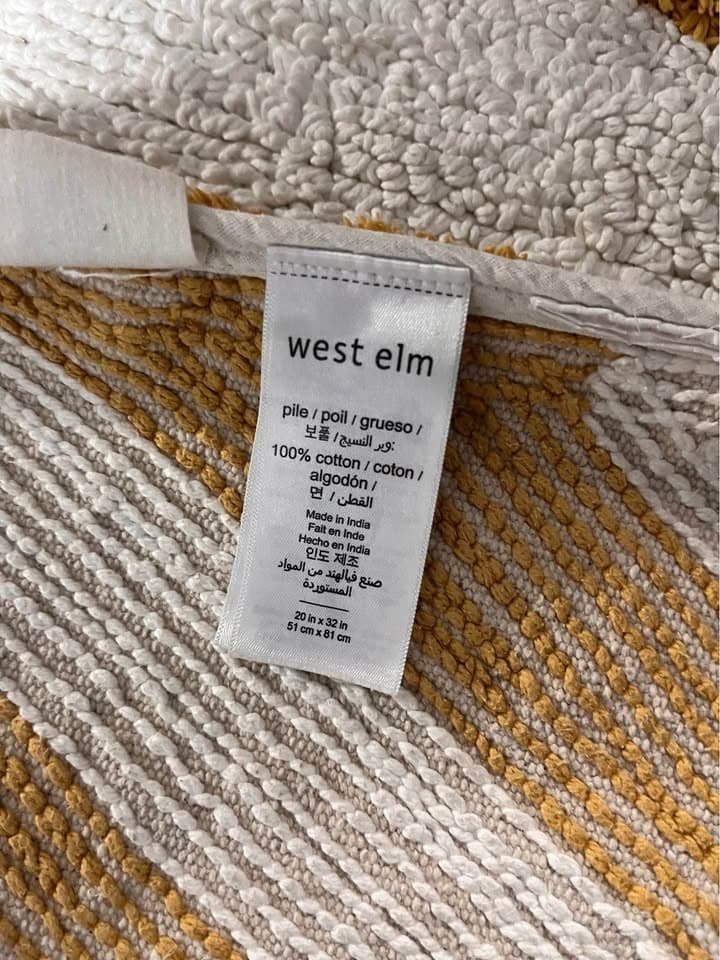 west elm
pile / poil / grueso /
보풀 / وبر النسيج:
100% cotton / coton /
algodón /
면 / القطن
Made in India
Fait en Inde
Hecho en India
인도 제조
صنع فيالهند من المواد
المستوردة
20 in x 32 in
51 cm x 81 cm